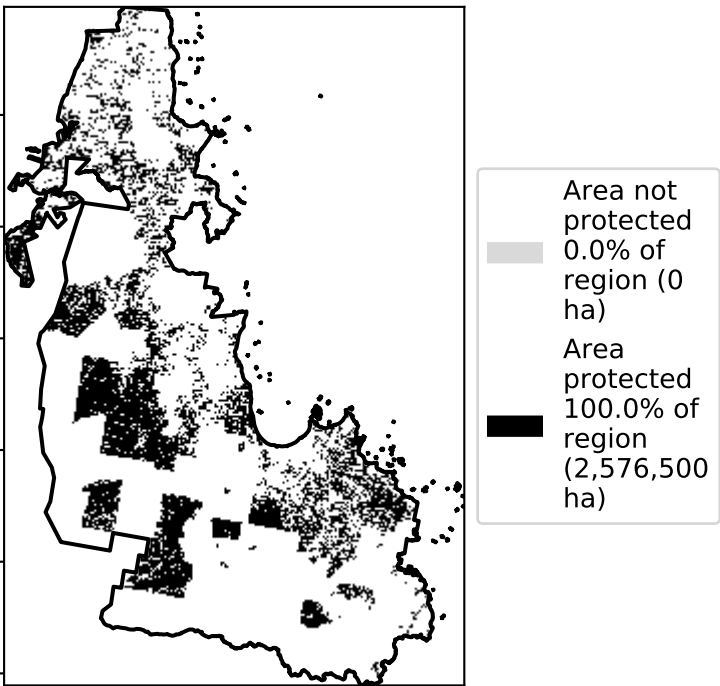 Area not
protected
0.0% of
region (0
ha)
Area
protected
100.0% of
region
(2,576,500
ha)